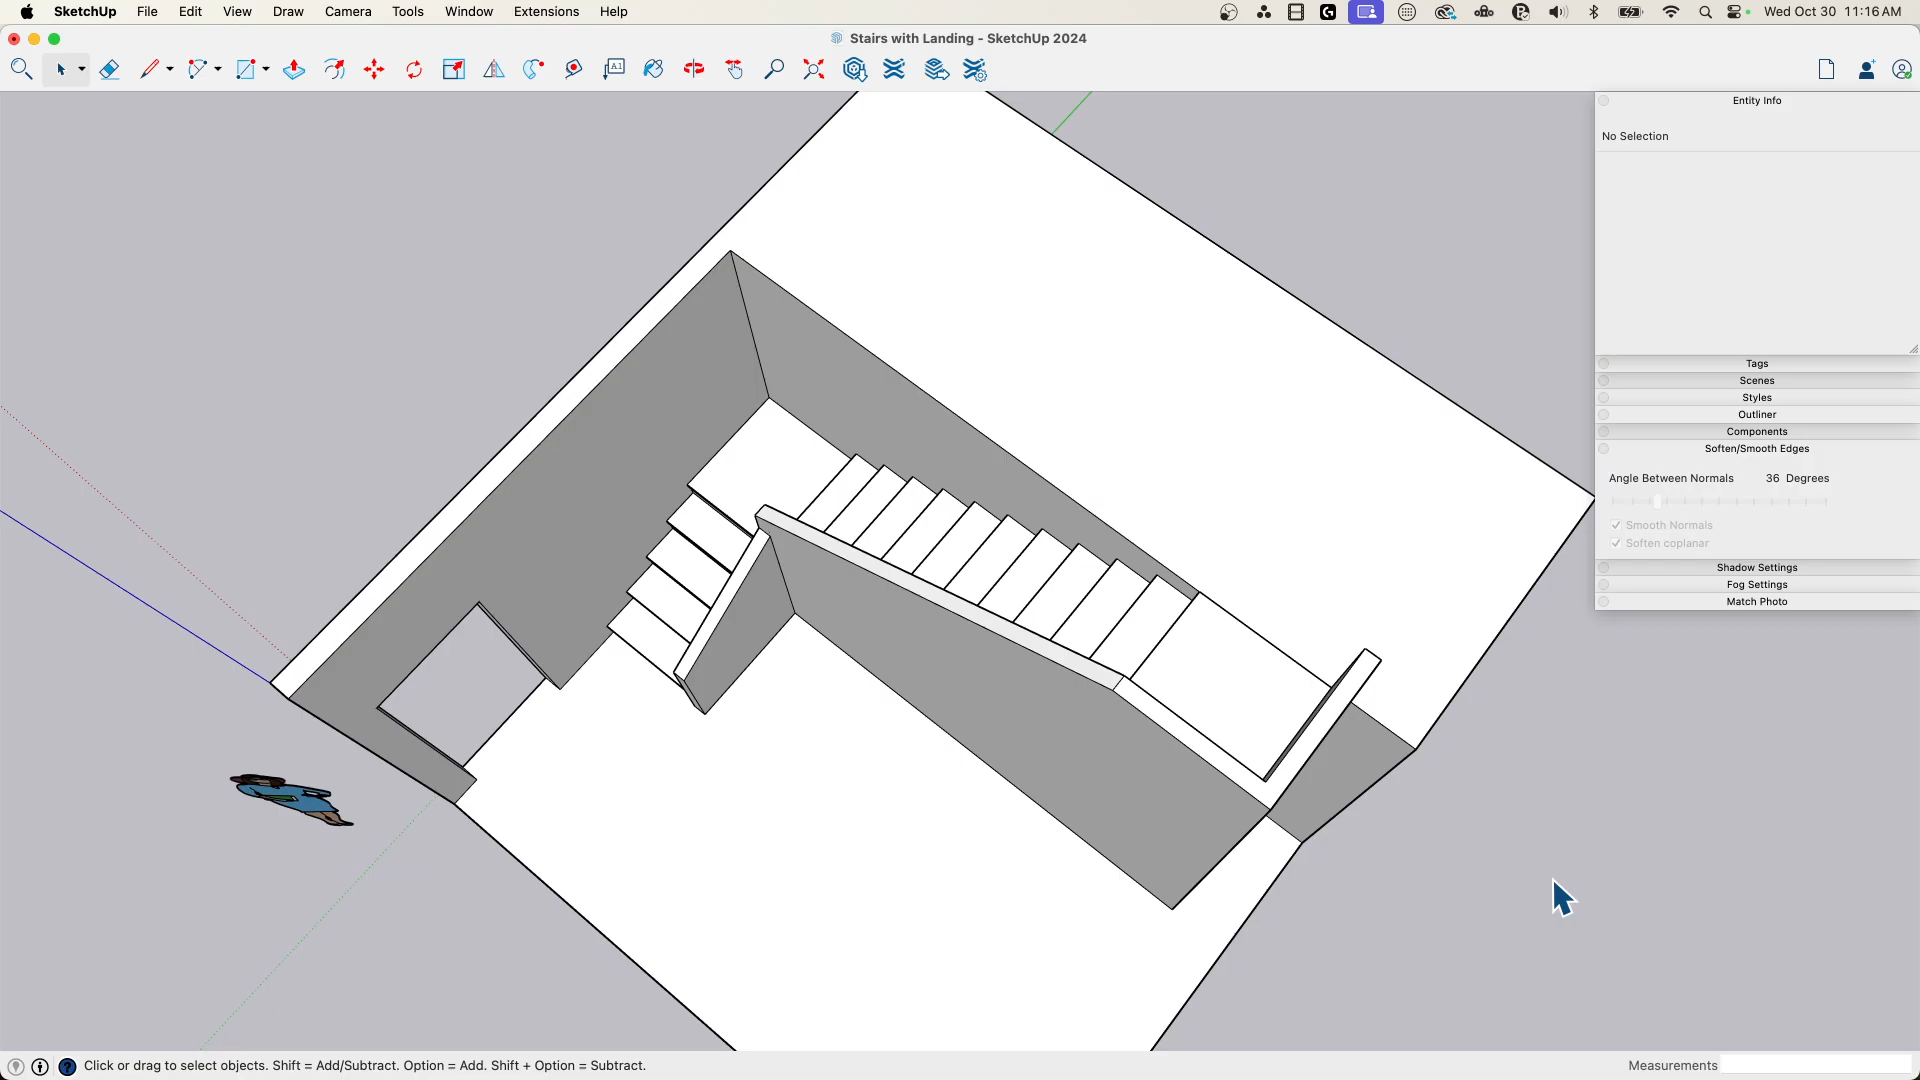 SketchUp File Edit View Draw Camera Tools Window Extensions Help Wed Oct 30 11:16 AM
Stairs with Landing - SketchUp 2024
A1
Entity Info
No Selection
Tags
Scenes
Styles
Outliner
Components
Soften/Smooth Edges
Angle Between Normals 36 Degrees
Smooth Normals
Soften coplanar
Shadow Settings
Fog Settings
Match Photo
Click or drag to select objects. Shift = Add/Subtract. Option = Add. Shift + Option = Subtract. Measurements